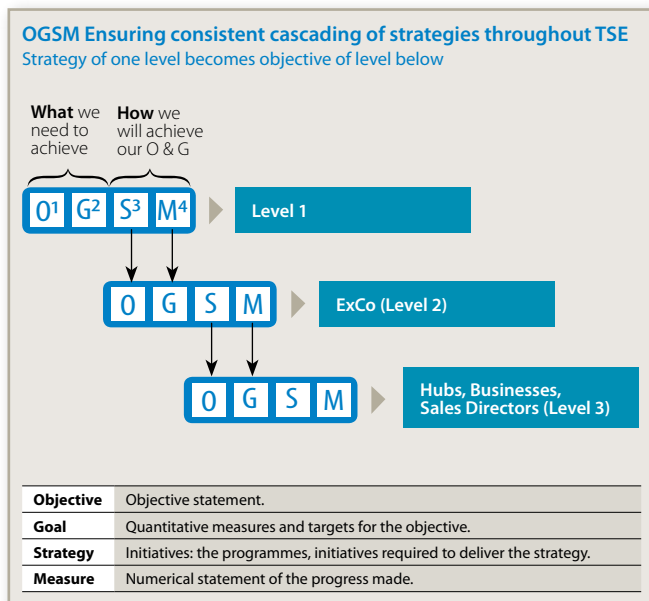 OGSM Ensuring consistent cascading of strategies throughout TSE
Strategy of one level becomes objective of level below
What we
need to
achieve
How we
will achieve
our O & G
O¹ G² S³ M⁴
Level 1
O G S M
ExCo (Level 2)
O G S M
Hubs, Businesses,
Sales Directors (Level 3)
Objective Objective statement.
Goal Quantitative measures and targets for the objective.
Strategy Initiatives: the programmes, initiatives required to deliver the strategy.
Measure Numerical statement of the progress made.